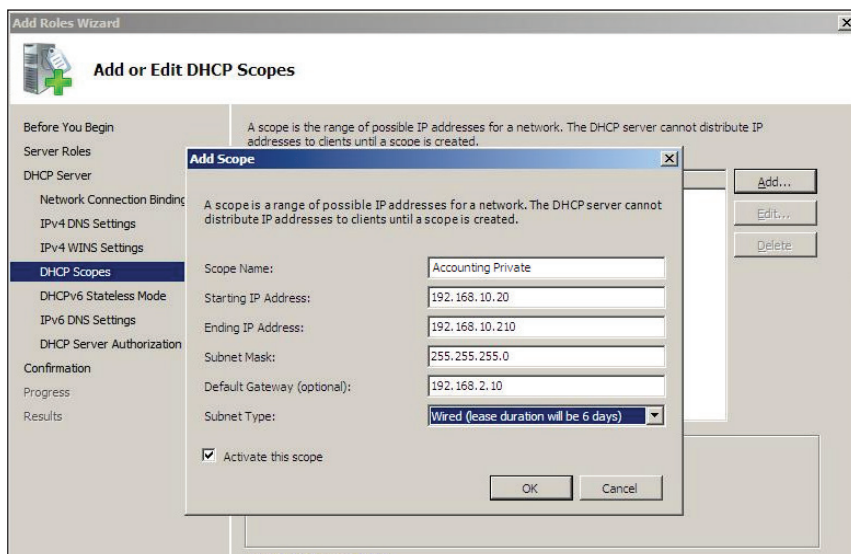 Add Roles Wizard
Add or Edit DHCP Scopes
Before You Begin
Server Roles
DHCP Server
Network Connection Binding
IPv4 DNS Settings
IPv4 WINS Settings
DHCP Scopes
DHCPv6 Stateless Mode
IPv6 DNS Settings
DHCP Server Authorization
Confirmation
Progress
Results
A scope is the range of possible IP addresses for a network. The DHCP server cannot distribute IP
addresses to clients until a scope is created.
Add...
Edit...
Delete
Add Scope
A scope is a range of possible IP addresses for a network. The DHCP server cannot
distribute IP addresses to clients until a scope is created.
Scope Name: Accounting Private
Starting IP Address: 192.168.10.20
Ending IP Address: 192.168.10.210
Subnet Mask: 255.255.255.0
Default Gateway (optional): 192.168.2.10
Subnet Type: Wired (lease duration will be 6 days)
Activate this scope
OK Cancel